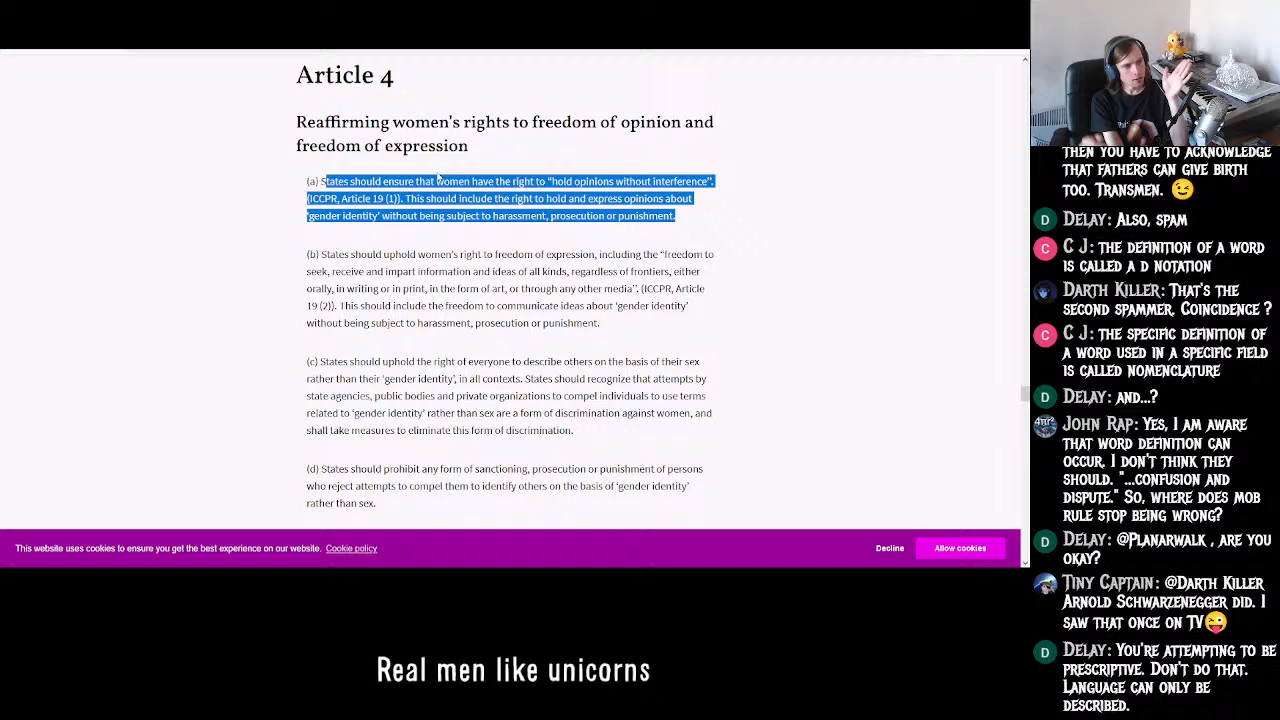 Article 4
Reaffirming women's rights to freedom of opinion and
freedom of expression
(a) States should ensure that women have the right to “hold opinions without interference”.
(ICCPR, Article 19 (1)). This should include the right to hold and express opinions about
‘gender identity’ without being subject to harassment, prosecution or punishment.
(b) States should uphold women's right to freedom of expression, including the “freedom to
seek, receive and impart information and ideas of all kinds, regardless of frontiers, either
orally, in writing or in print, in the form of art, or through any other media”. (ICCPR, Article
19 (2)). This should include the freedom to communicate ideas about ‘gender identity’
without being subject to harassment, prosecution or punishment.
(c) States should uphold the right of everyone to describe others on the basis of their sex
rather than their ‘gender identity’, in all contexts. States should recognize that attempts by
state agencies, public bodies and private organizations to compel individuals to use terms
related to ‘gender identity’ rather than sex are a form of discrimination against women, and
shall take measures to eliminate this form of discrimination.
(d) States should prohibit any form of sanctioning, prosecution or punishment of persons
who reject attempts to compel them to identify others on the basis of ‘gender identity’
rather than sex.
This website uses cookies to ensure you get the best experience on our website. Cookie policy
Decline
Allow cookies
Real men like unicorns
THEN YOU HAVE TO ACKNOWLEDGE
THAT FATHERS CAN GIVE BIRTH
TOO. TRANSMEN. 😉
D DELAY: ALSO, SPAM
C C J: THE DEFINITION OF A WORD
IS CALLED A D NOTATION
DARTH KILLER: THAT'S THE
SECOND SPAMMER. COINCIDENCE ?
C C J: THE SPECIFIC DEFINITION OF
A WORD USED IN A SPECIFIC FIELD
IS CALLED NOMENCLATURE
D DELAY: AND...?
JOHN RAP: YES, I AM AWARE
THAT WORD DEFINITION CAN
OCCUR. I DON'T THINK THEY
SHOULD. "...CONFUSION AND
DISPUTE." SO, WHERE DOES MOB
RULE STOP BEING WRONG?
D DELAY: @PLANARWALK , ARE YOU
OKAY?
TINY CAPTAIN: @DARTH KILLER
ARNOLD SCHWARZENEGGER DID. I
SAW THAT ONCE ON TV😜
D DELAY: YOU'RE ATTEMPTING TO BE
PRESCRIPTIVE. DON'T DO THAT.
LANGUAGE CAN ONLY BE
DESCRIBED.